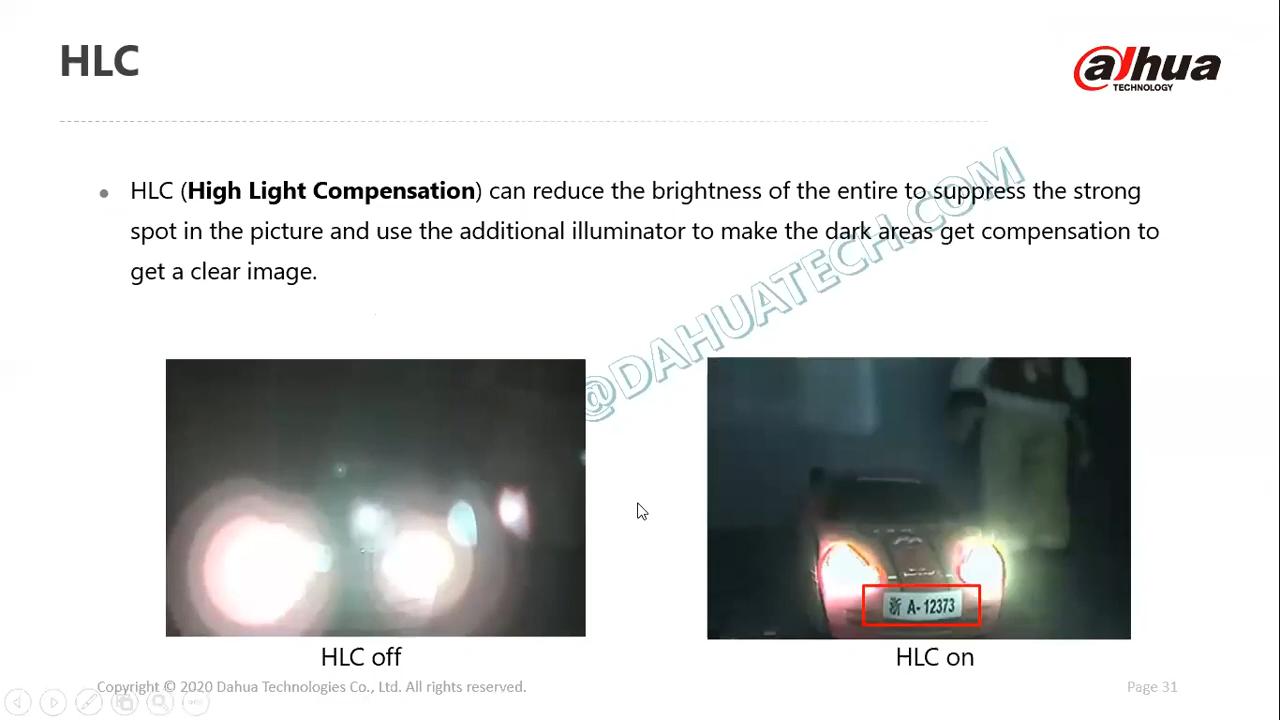 HLC
alhua
TECHNOLOGY
HLC (High Light Compensation) can reduce the brightness of the entire to suppress the strong
spot in the picture and use the additional illuminator to make the dark areas get compensation to
get a clear image.
@DAHUATECH.COM
浙 A-12373
HLC off
HLC on
Copyright © 2020 Dahua Technologies Co., Ltd. All rights reserved.
Page 31